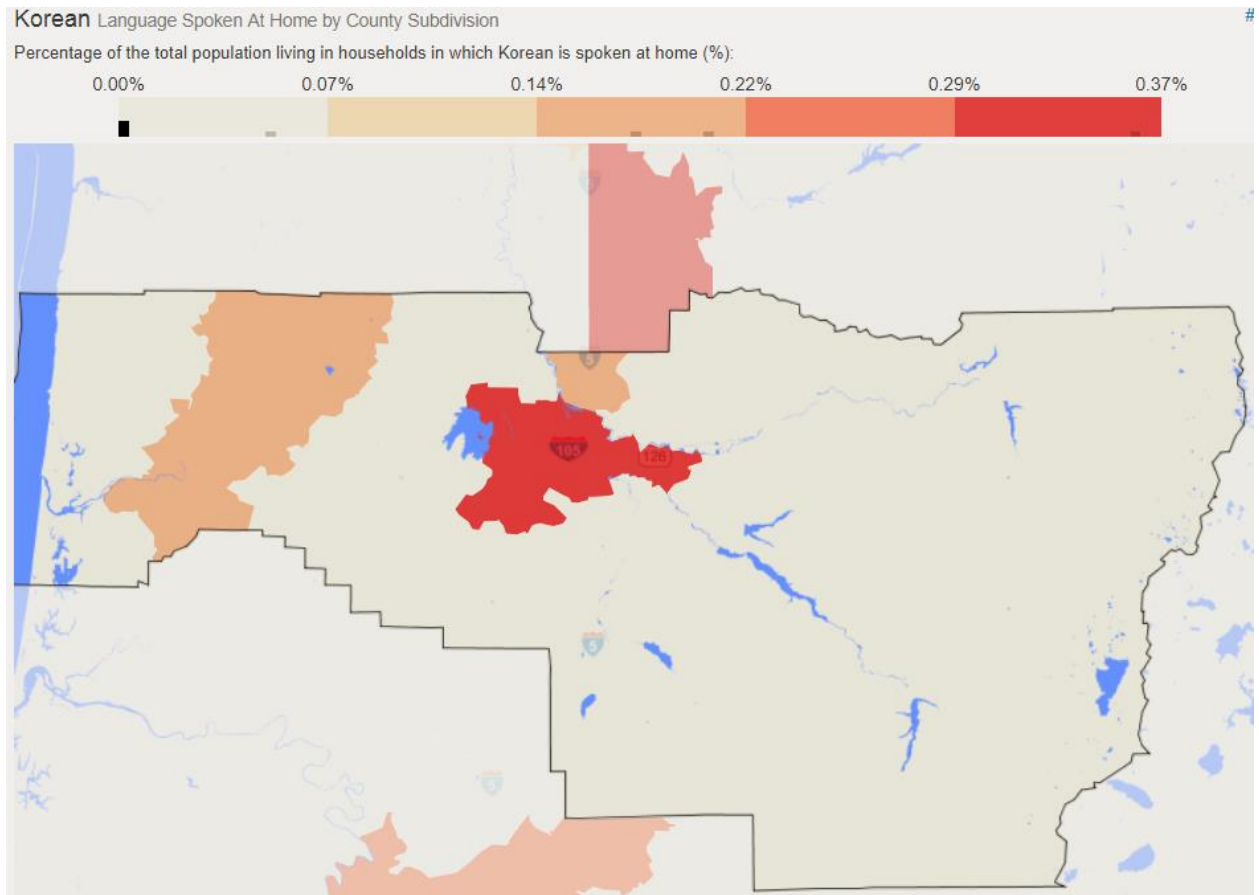 Korean Language Spoken At Home by County Subdivision
#
Percentage of the total population living in households in which Korean is spoken at home (%):
0.00% 0.07% 0.14% 0.22% 0.29% 0.37%
5
5
105
126
5
5